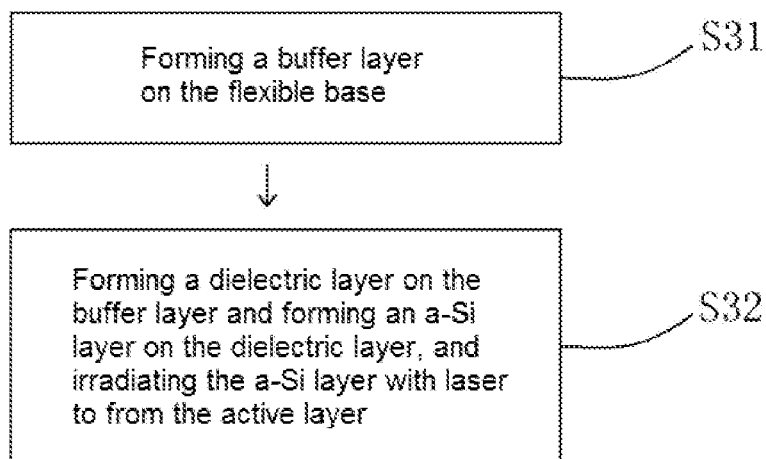 Forming a buffer layer
on the flexible base
S31
Forming a dielectric layer on the
buffer layer and forming an a-Si
layer on the dielectric layer, and
irradiating the a-Si layer with laser
to from the active layer
S32